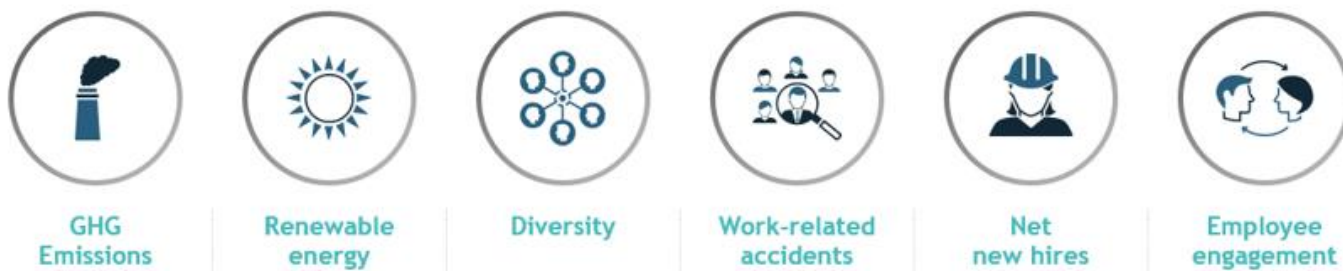 GHG
Emissions
Renewable
energy
Diversity
Work-related
accidents
Net
new hires
Employee
engagement